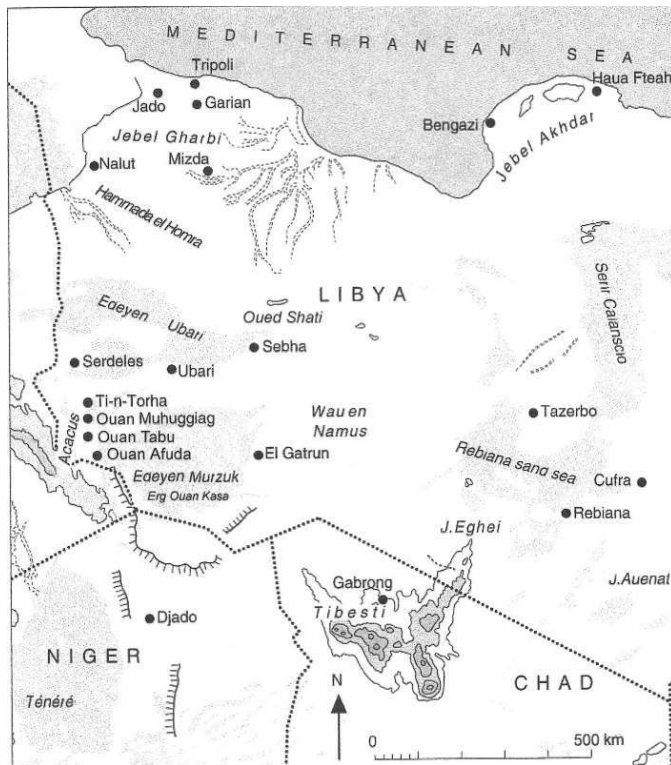 MEDITERRANEAN SEA
Tripoli
Haua Fteah
Jado
Garian
Bengazi
Jebel Akhdar
Jebel Gharbi
Nalut
Mizda
Hammada el Homra
Serir Calanscio
LIBYA
Edeyen Ubari
Oued Shati
Sebha
Serdeles
Ubari
Ti-n-Torha
Ouan Muhuggiag
Ouan Tabu
Ouan Afuda
Acacus
Wau en
Namus
Tazerbo
El Gatrun
Rebiana sand sea
Cufra
Edeyen Murzuk
Erg Ouan Kasa
Rebiana
J.Eghei
Gabrong
J.Auenat
Tibesti
Djado
NIGER
CHAD
N
Ténéré
0 500 km